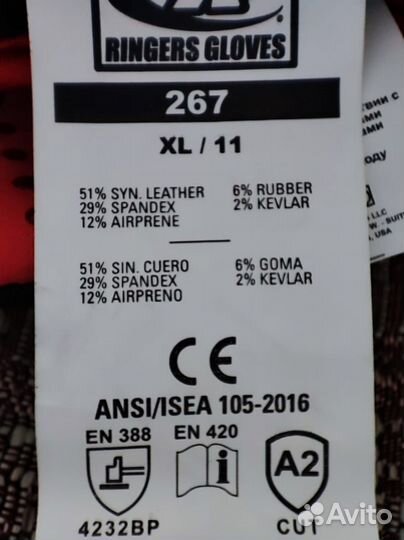 RINGERS GLOVES
267
XL / 11
51% SYN. LEATHER 6% RUBBER
29% SPANDEX 2% KEVLAR
12% AIRPRENE
51% SIN. CUERO 6% GOMA
29% SPANDEX 2% KEVLAR
12% AIRPRENO
CE
ANSI/ISEA 105-2016
EN 388 EN 420
i
A2
4232BP CUT
LLC
USA
Avito